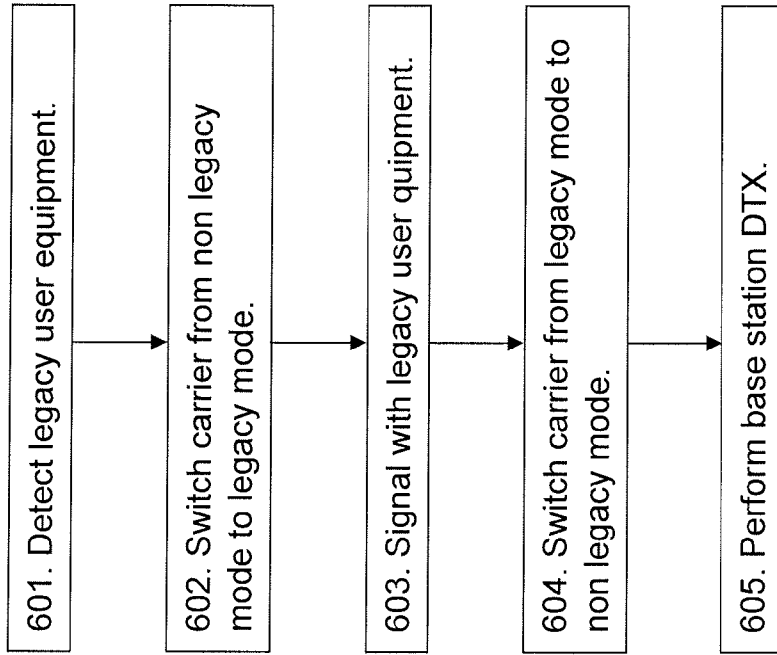 601. Detect legacy user equipment.
602. Switch carrier from non legacy
mode to legacy mode.
603. Signal with legacy user quipment.
604. Switch carrier from legacy mode to
non legacy mode.
605. Perform base station DTX.